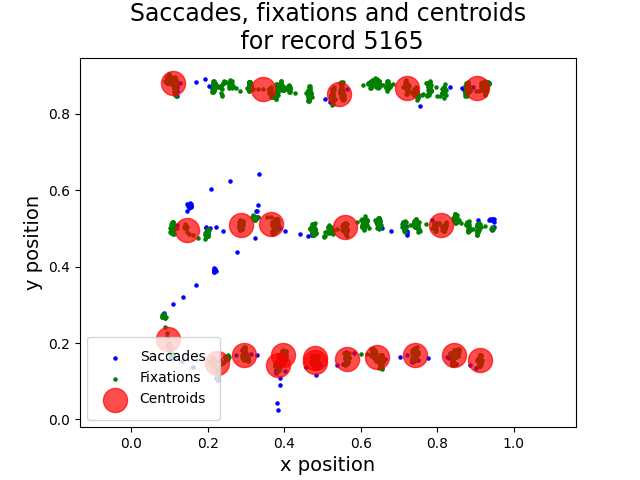 Saccades, fixations and centroids
for record 5165
y position
0.8
0.6
0.4
0.2
0.0
Saccades
Fixations
Centroids
0.0 0.2 0.4 0.6 0.8 1.0
x position